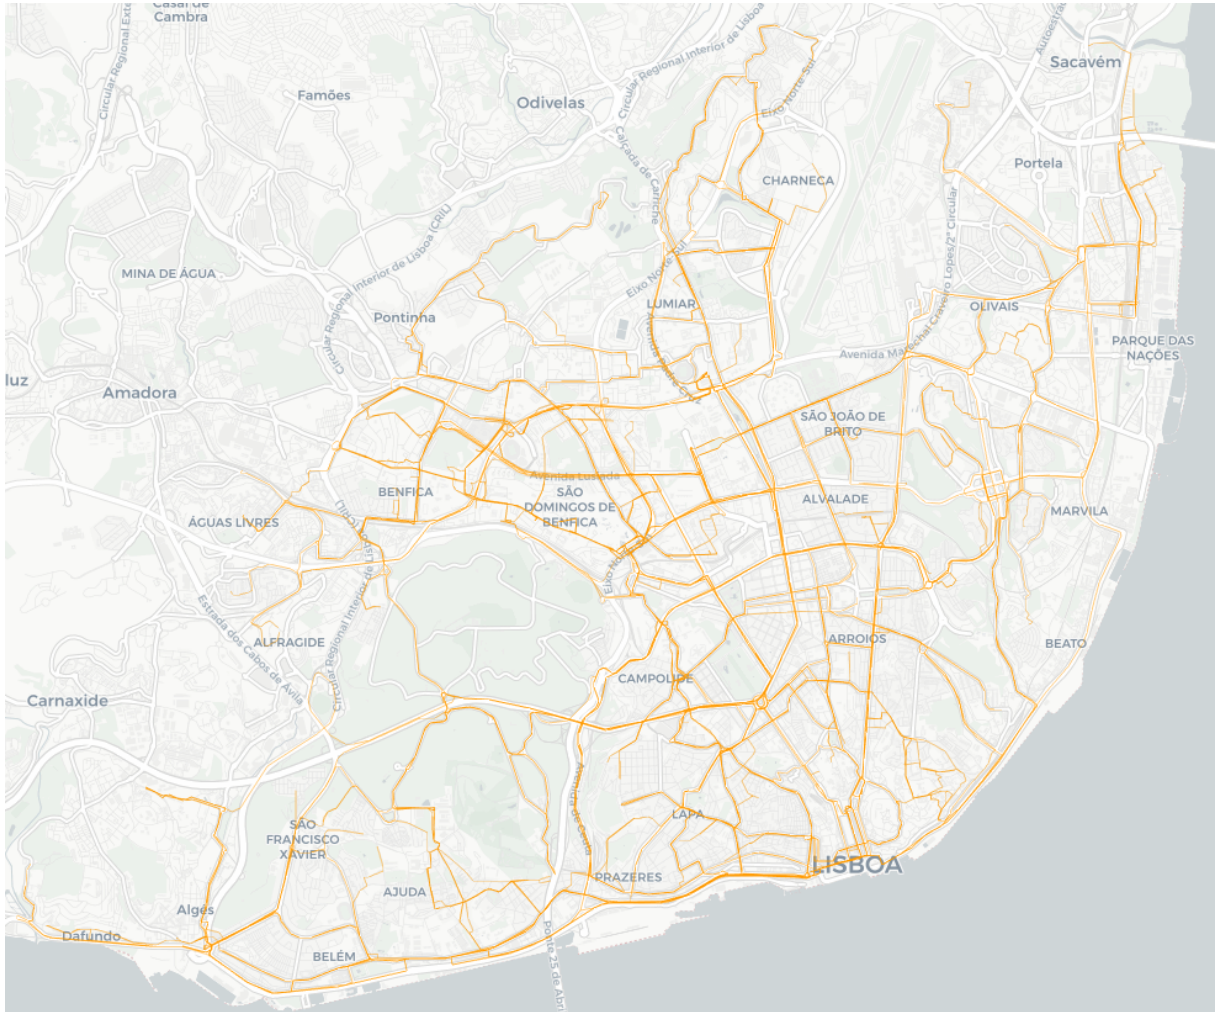 Casal de
Cambra
Circular Regional Exte
Famões
Odivelas
Circular Regional Interior de Lisboa
Autoestrad
Sacavém
Eixo Norte-Sul
Calçada de Carriche
Portela
CHARNECA
Circular Regional Interior de Lisboa (CRIL)
MINA DE ÁGUA
Eixo Norte-Sul
LUMIAR
OLIVAIS
Pontinha
Avenida Padre Cruz
Avenida Marechal Craveiro Lopes/2ª Circular
PARQUE DAS
NAÇÕES
luz
Amadora
SÃO JOÃO DE
BRITO
Avenida Lusíada
BENFICA
SÃO
DOMINGOS DE
BENFICA
ALVALADE
MARVILA
ÁGUAS LIVRES
Eixo Norte-Sul
Circular Regional Interior de Lisboa (CRIL)
Estrada dos Cabos de Ávila
ALFRAGIDE
ARROIOS
BEATO
CAMPOLIDE
Carnaxide
Avenida de Ceuta
LAPA
SÃO
FRANCISCO
XAVIER
LISBOA
PRAZERES
AJUDA
Algés
Dafundo
BELÉM
Ponte 25 de Abri